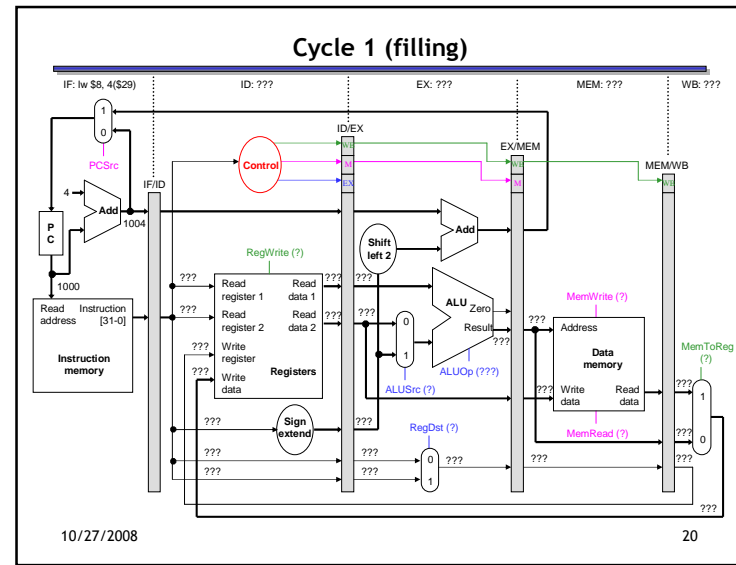 Cycle 1 (filling)
IF: lw $8, 4($29) ID: ??? EX: ??? MEM: ??? WB: ???
1
0
PCSrc
4
Add
1004
P
C
1000
Read
address
Instruction
[31-0]
Instruction
memory
IF/ID
Control
ID/EX
WB
M
EX
EX/MEM
WB
M
MEM/WB
WB
Add
Shift
left 2
RegWrite (?)
???
???
???
???
Read
register 1
Read
data 1
Read
register 2
Read
data 2
Write
register
Write
data
Registers
???
???
???
???
???
0
1
ALUSrc (?)
ALU
Zero
Result
???
ALUOp (???)
???
Sign
extend
???
???
???
???
???
RegDst (?)
0
1
???
???
???
???
MemWrite (?)
Address
Data
memory
Write
data
Read
data
MemRead (?)
???
???
???
???
MemToReg
(?)
1
0
???
10/27/2008 20